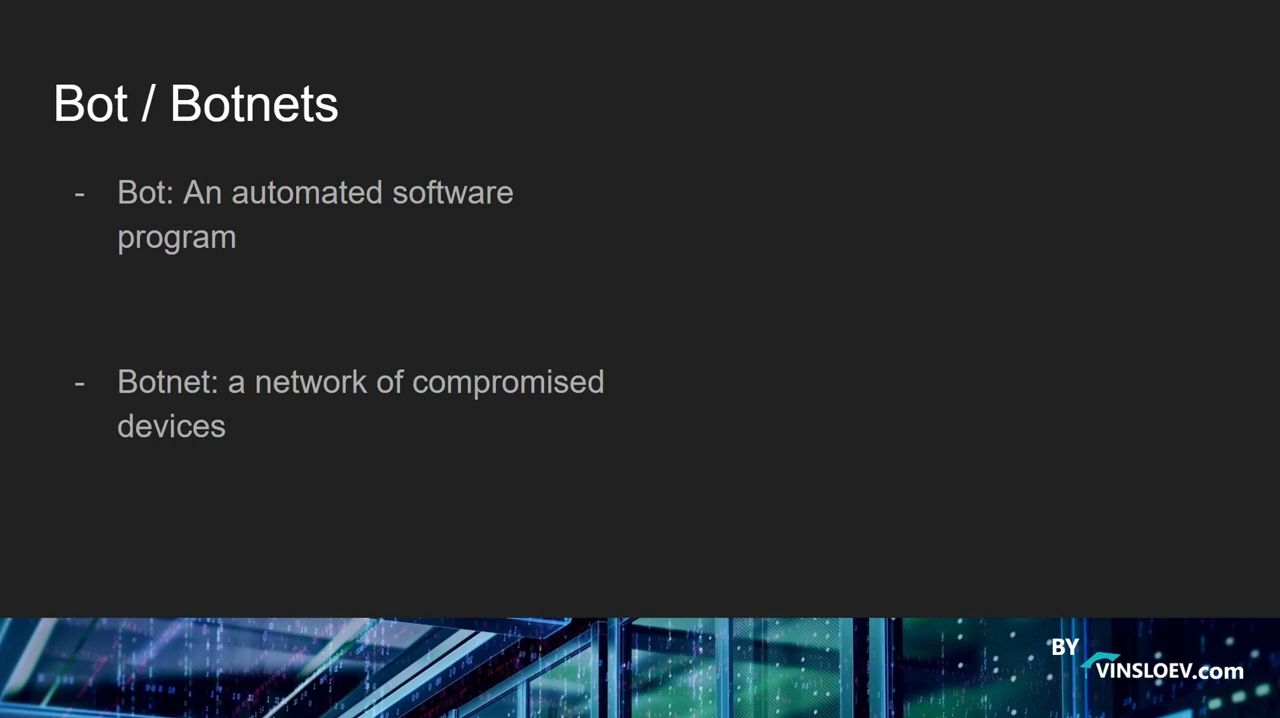 Bot / Botnets
- Bot: An automated software
program
- Botnet: a network of compromised
devices
BY
VINSLOEV.com